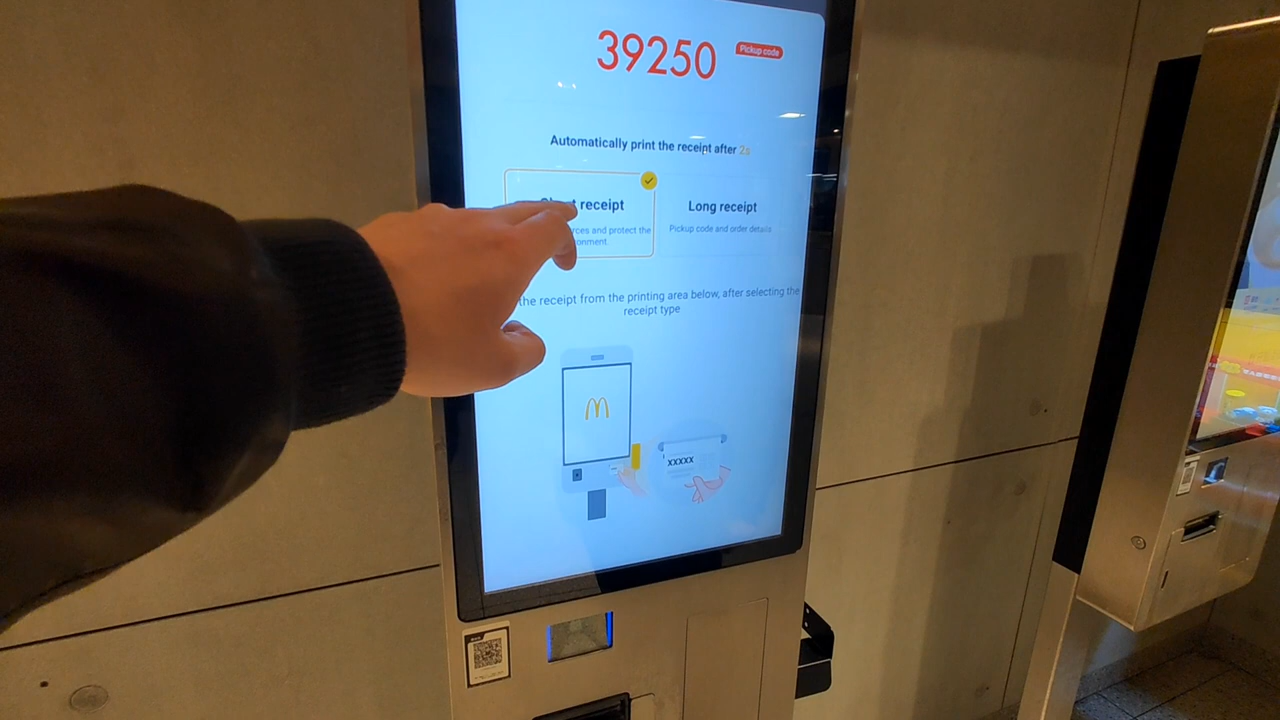 39250
Pickup code
Automatically print the receipt after 2s
receipt
Long receipt
rces and protect the
onment
Pickup code and order details
the receipt from the printing area below, after selecting the
receipt type
XXXXX